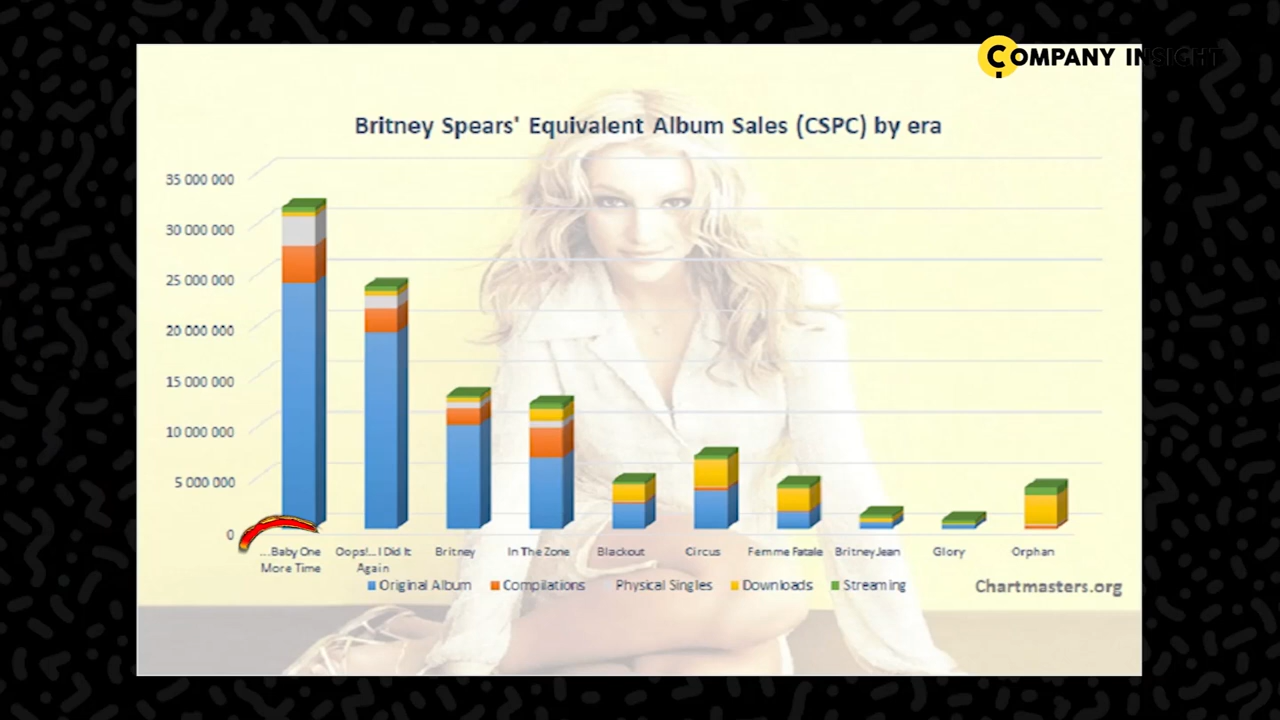 COMPANY INSIGHT
Britney Spears' Equivalent Album Sales (CSPC) by era
35 000 000
30 000 000
25 000 000
20 000 000
15 000 000
10 000 000
5 000 000
0
...Baby One
More Time
Oops!...I Did It
Again
Britney
In The Zone
Blackout
Circus
Femme Fatale
Britney Jean
Glory
Orphan
Original Album Compilations Physical Singles Downloads Streaming
Chartmasters.org